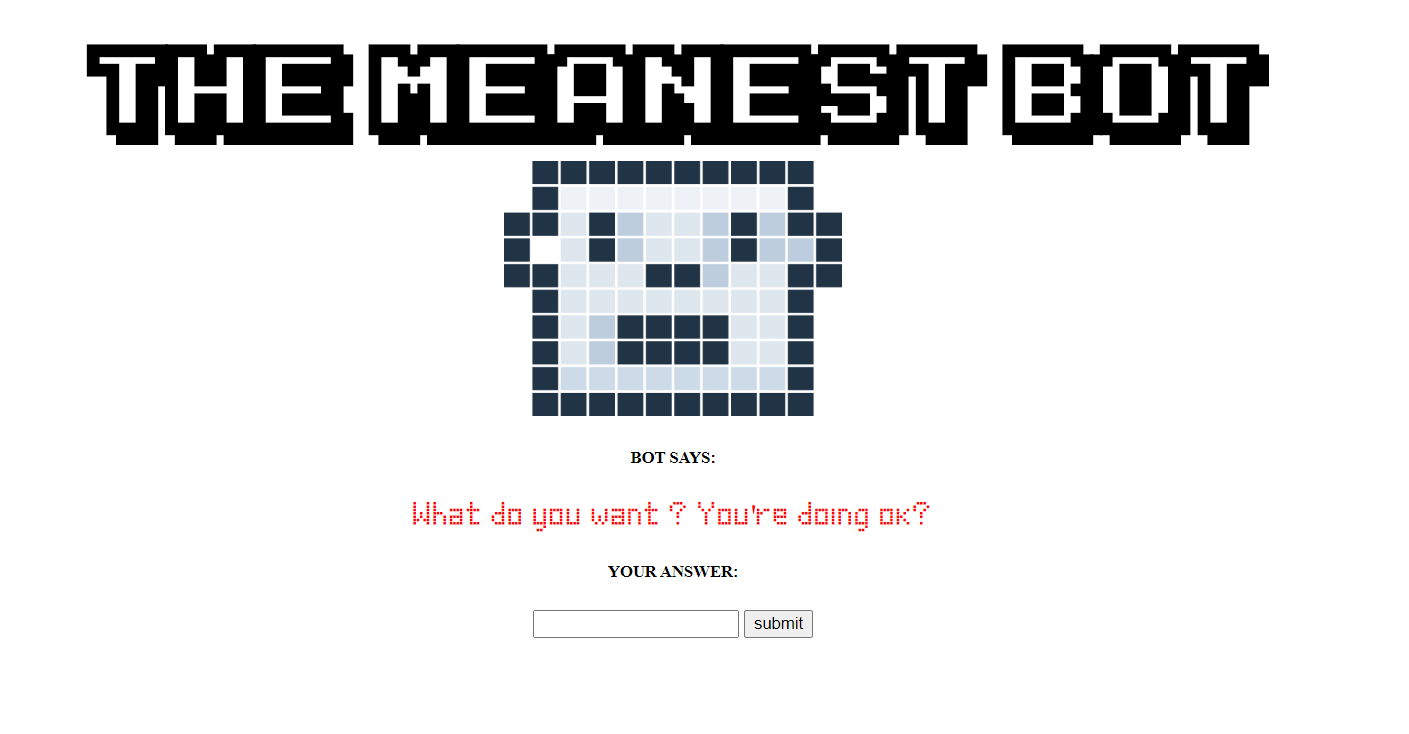 THE MEANEST BOT
BOT SAYS:
What do you want ? You're doing ok?
YOUR ANSWER:
submit